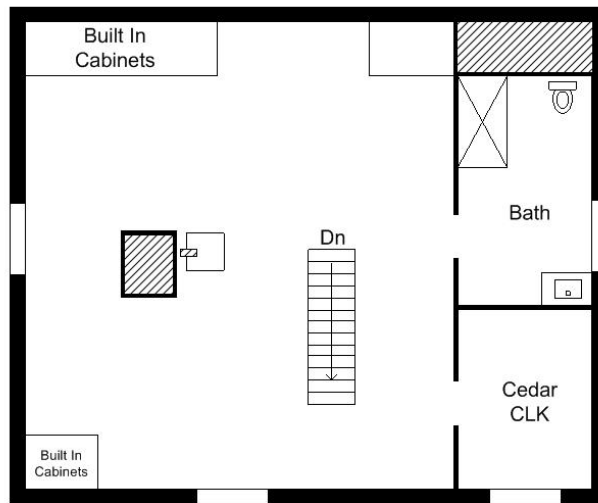 Built In
Cabinets
Bath
Dn
Cedar
CLK
Built In
Cabinets